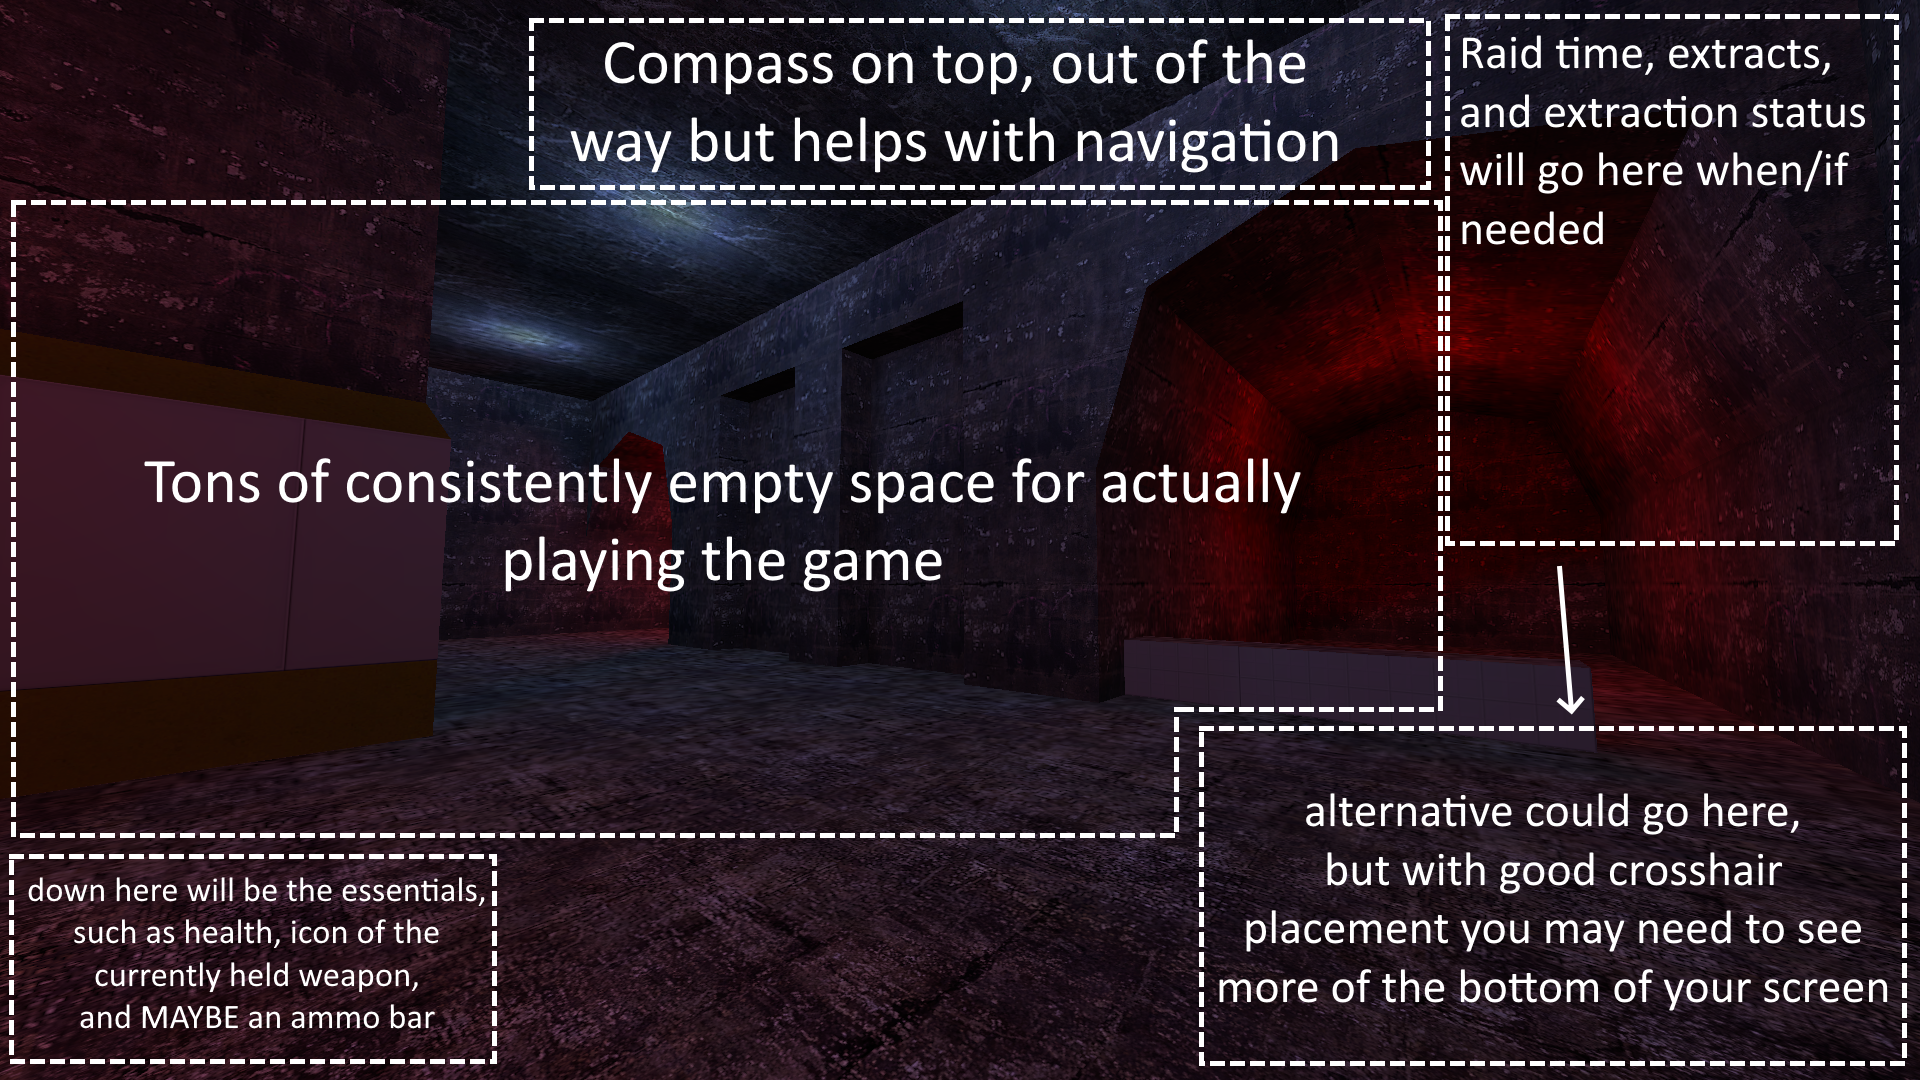 Compass on top, out of the
way but helps with navigation
Raid time, extracts,
and extraction status
will go here when/if
needed
Tons of consistently empty space for actually
playing the game
down here will be the essentials,
such as health, icon of the
currently held weapon,
and MAYBE an ammo bar
alternative could go here,
but with good crosshair
placement you may need to see
more of the bottom of your screen